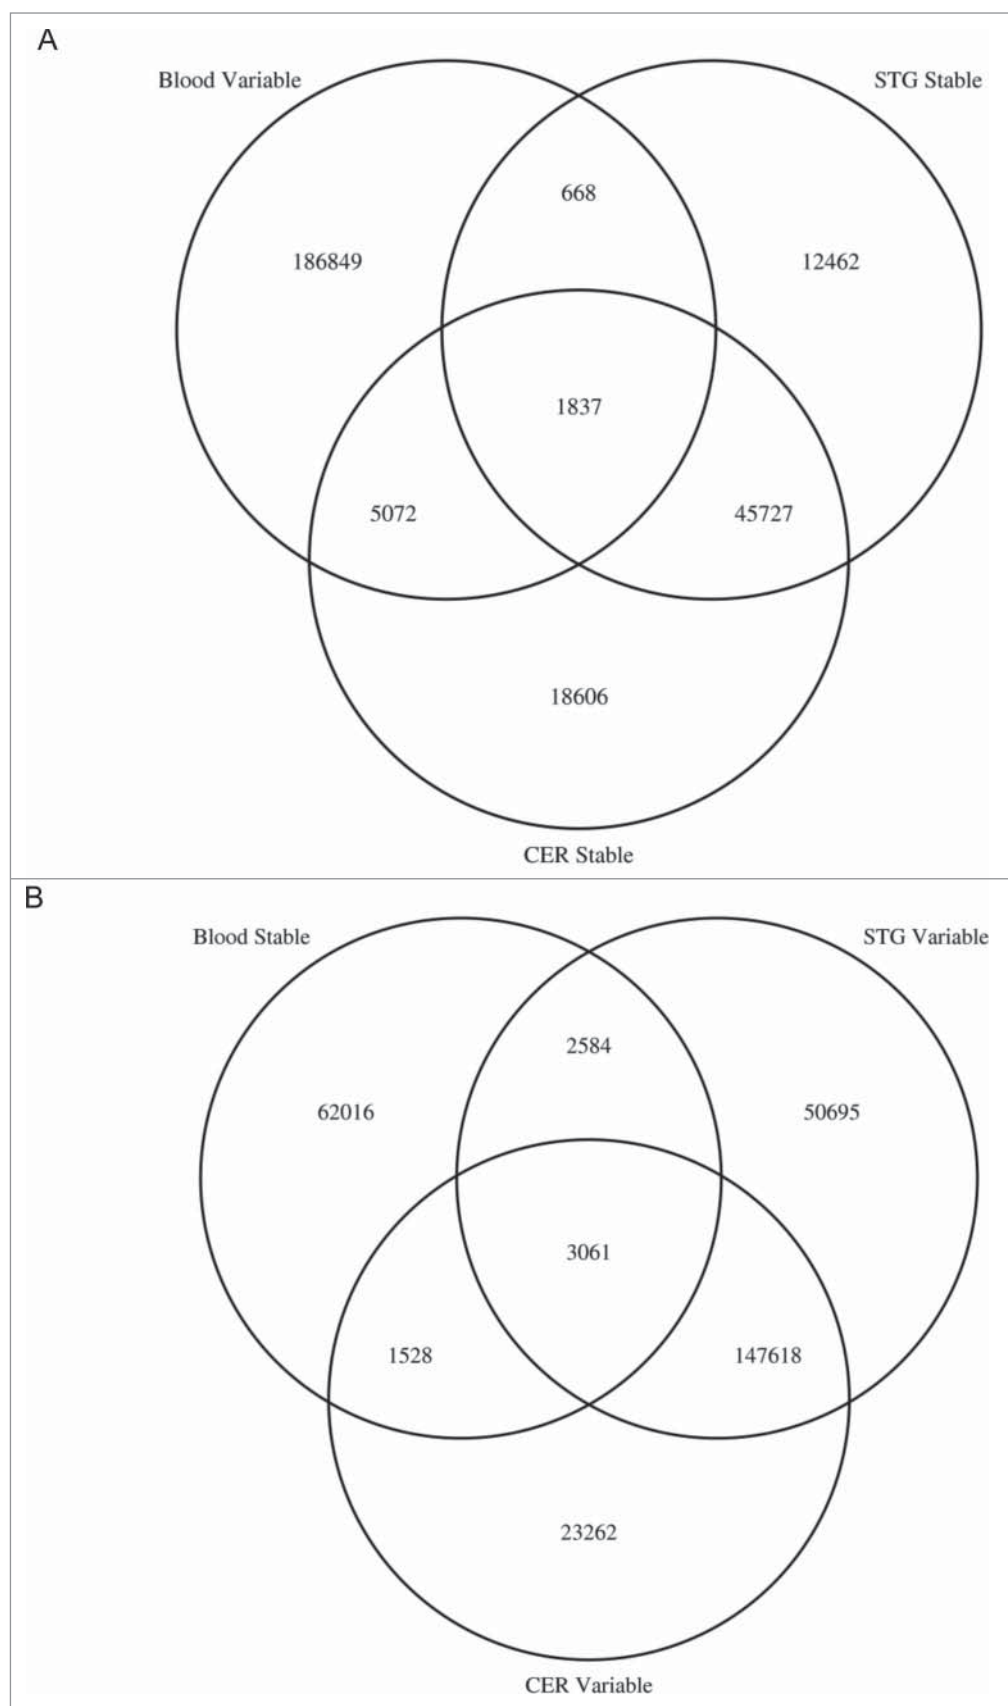 A
Blood Variable
STG Stable
668
186849
12462
1837
5072
45727
18606
CER Stable
B
Blood Stable
STG Variable
2584
62016
50695
3061
1528
147618
23262
CER Variable